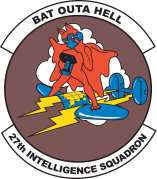 BAT OUTA HELL
27th INTELLIGENCE SQUADRON